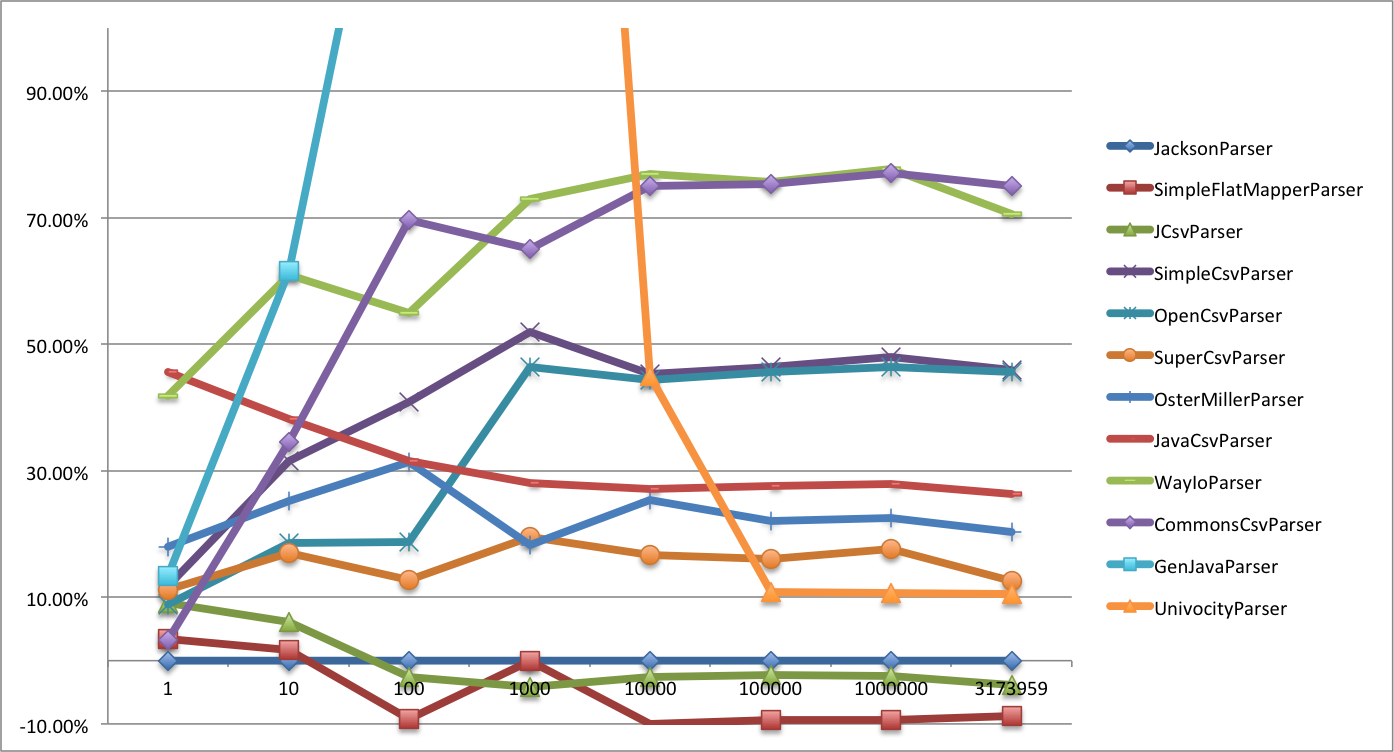 90.00%
70.00%
50.00%
30.00%
10.00%
-10.00%
1 10 100 1000 10000 100000 1000000 3173959
JacksonParser
SimpleFlatMapperParser
JCsvParser
SimpleCsvParser
OpenCsvParser
SuperCsvParser
OsterMillerParser
JavaCsvParser
WayIoParser
CommonsCsvParser
GenJavaParser
UnivocityParser